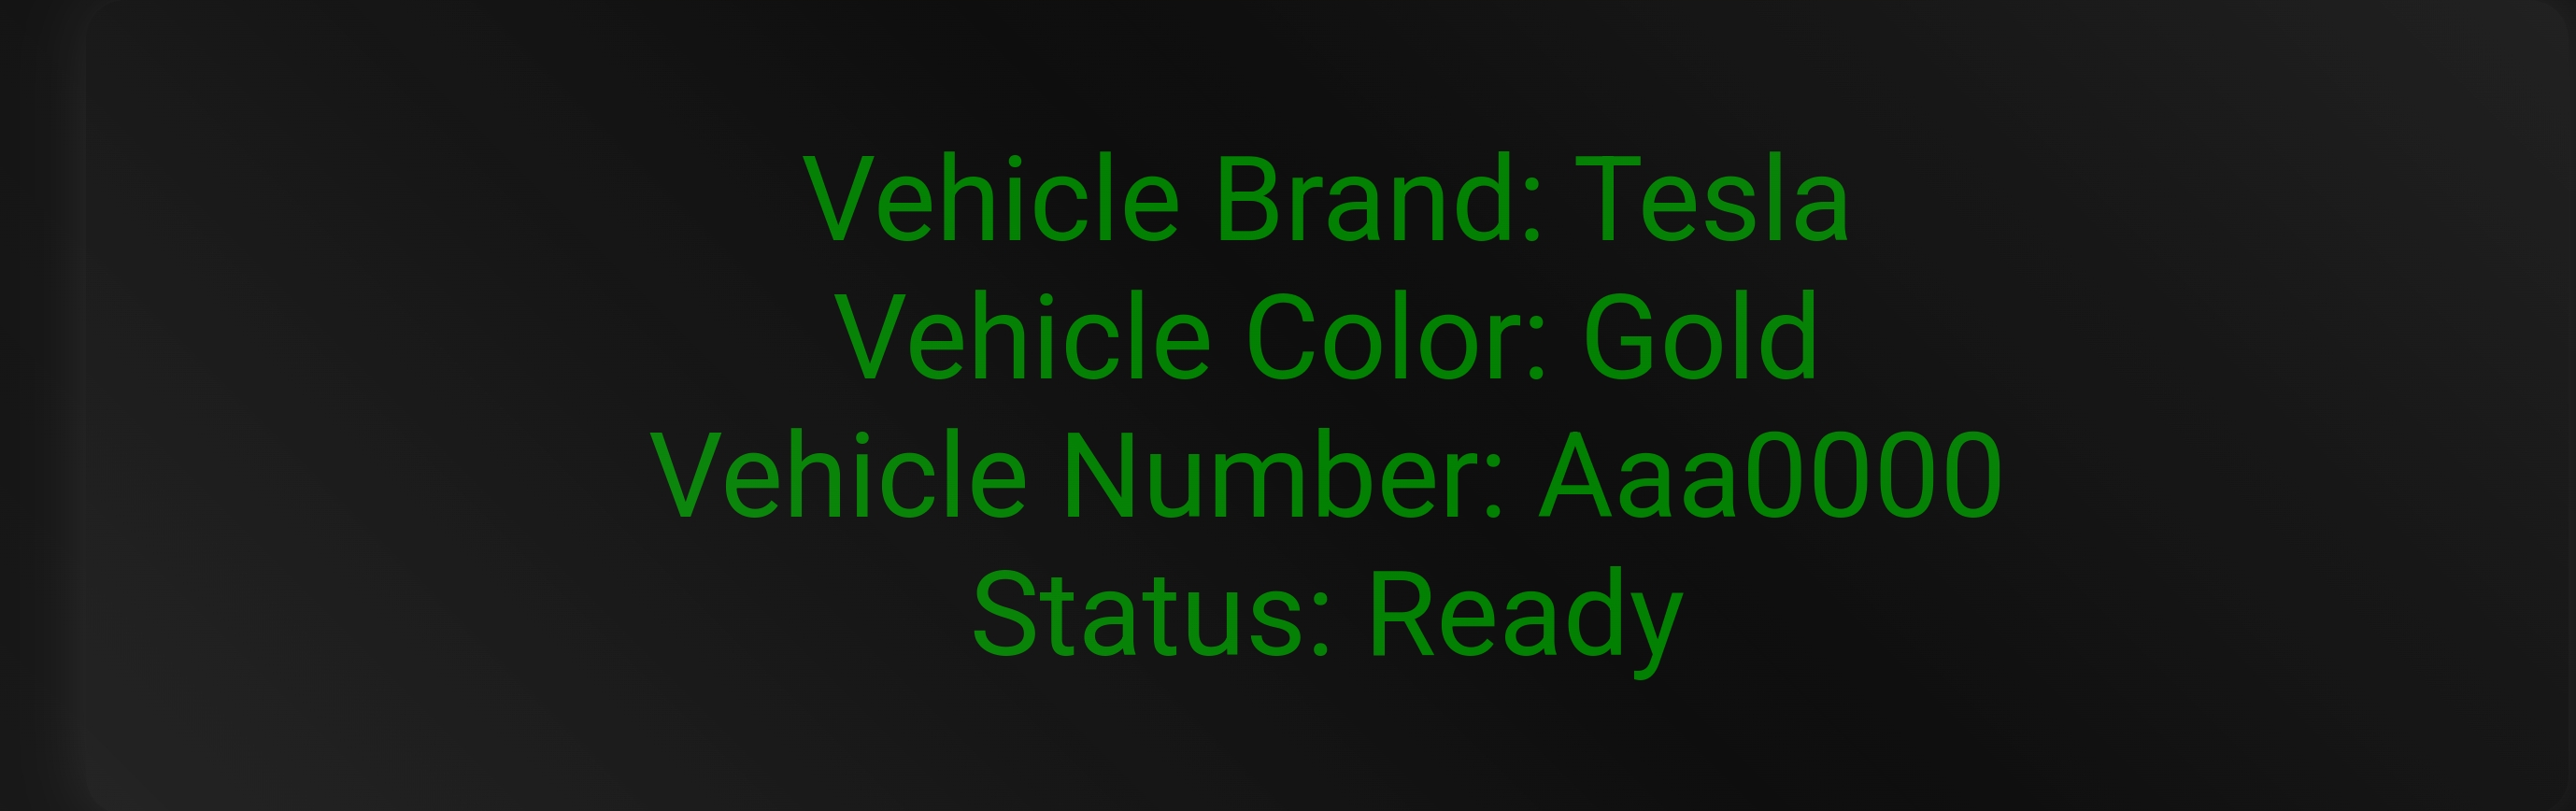 Vehicle Brand: Tesla
Vehicle Color: Gold
Vehicle Number: Aaa0000
Status: Ready